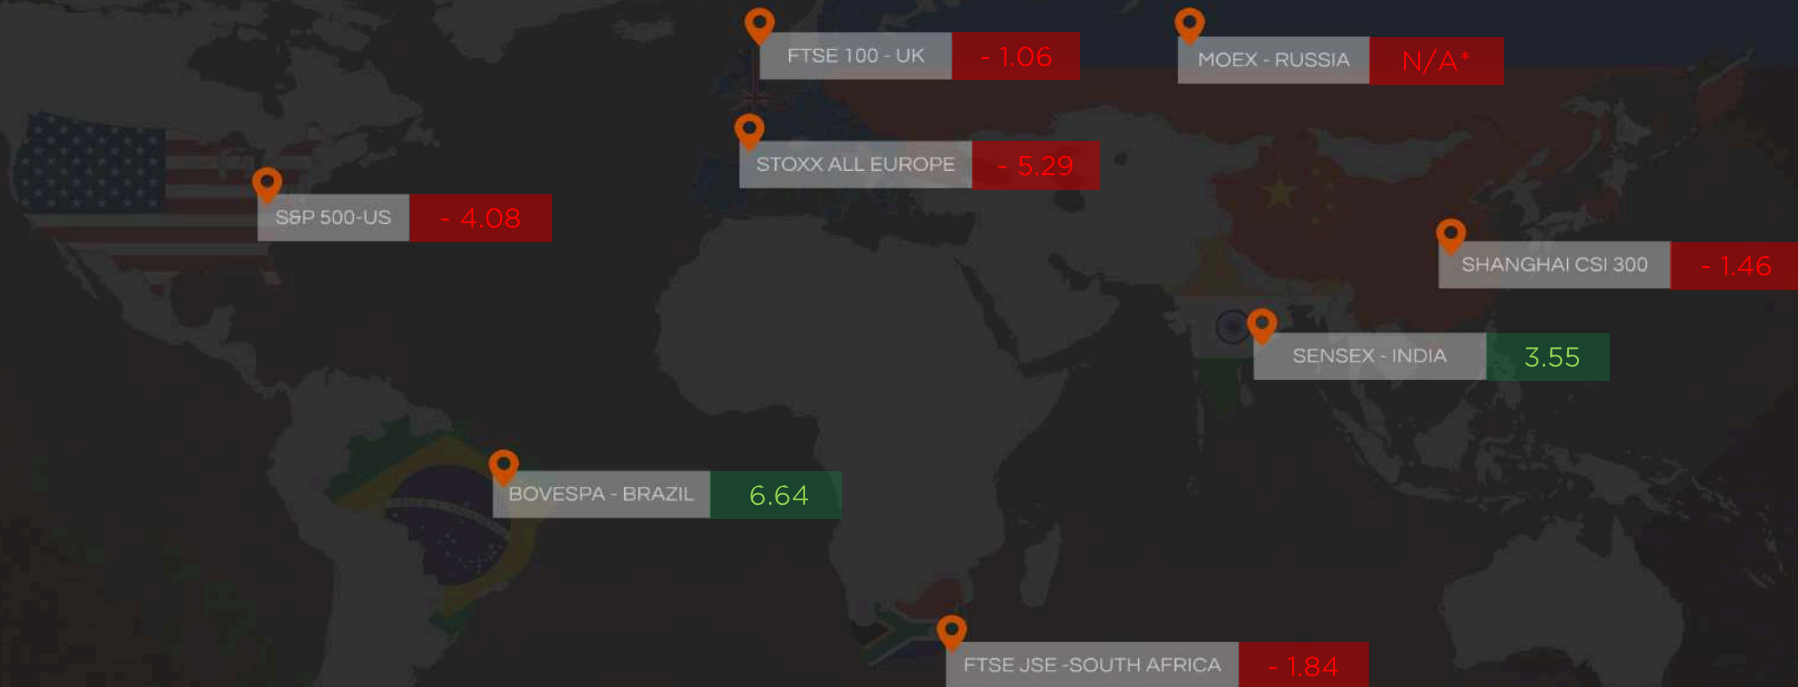 FTSE 100 - UK - 1.06
MOEX - RUSSIA N/A*
STOXX ALL EUROPE - 5.29
S&P 500-US - 4.08
SHANGHAI CSI 300 - 1.46
SENSEX - INDIA 3.55
BOVESPA - BRAZIL 6.64
FTSE JSE -SOUTH AFRICA - 1.84